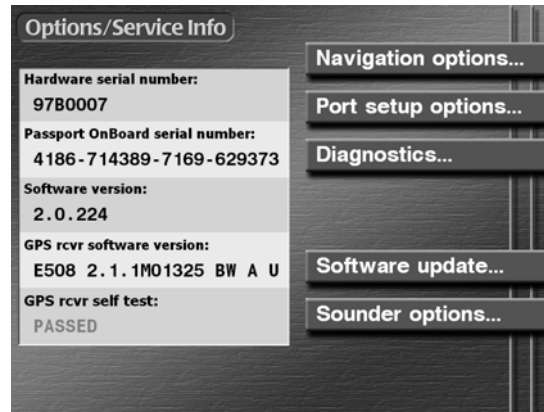 Options/Service Info
Navigation options...
Port setup options...
Diagnostics...
Software update...
Sounder options...
Hardware serial number:
97B0007
Passport OnBoard serial number:
4186-714389-7169-629373
Software version:
2.0.224
GPS rcvr software version:
E508 2.1.1M01325 BW A U
GPS rcvr self test:
PASSED